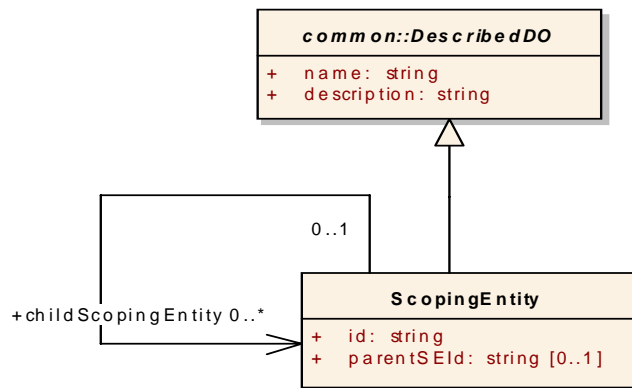 common::DescribedDO
+ name: string
+ description: string
0..1
ScopingEntity
+childScopingEntity 0..*
+ id: string
+ parentSEId: string [0..1]